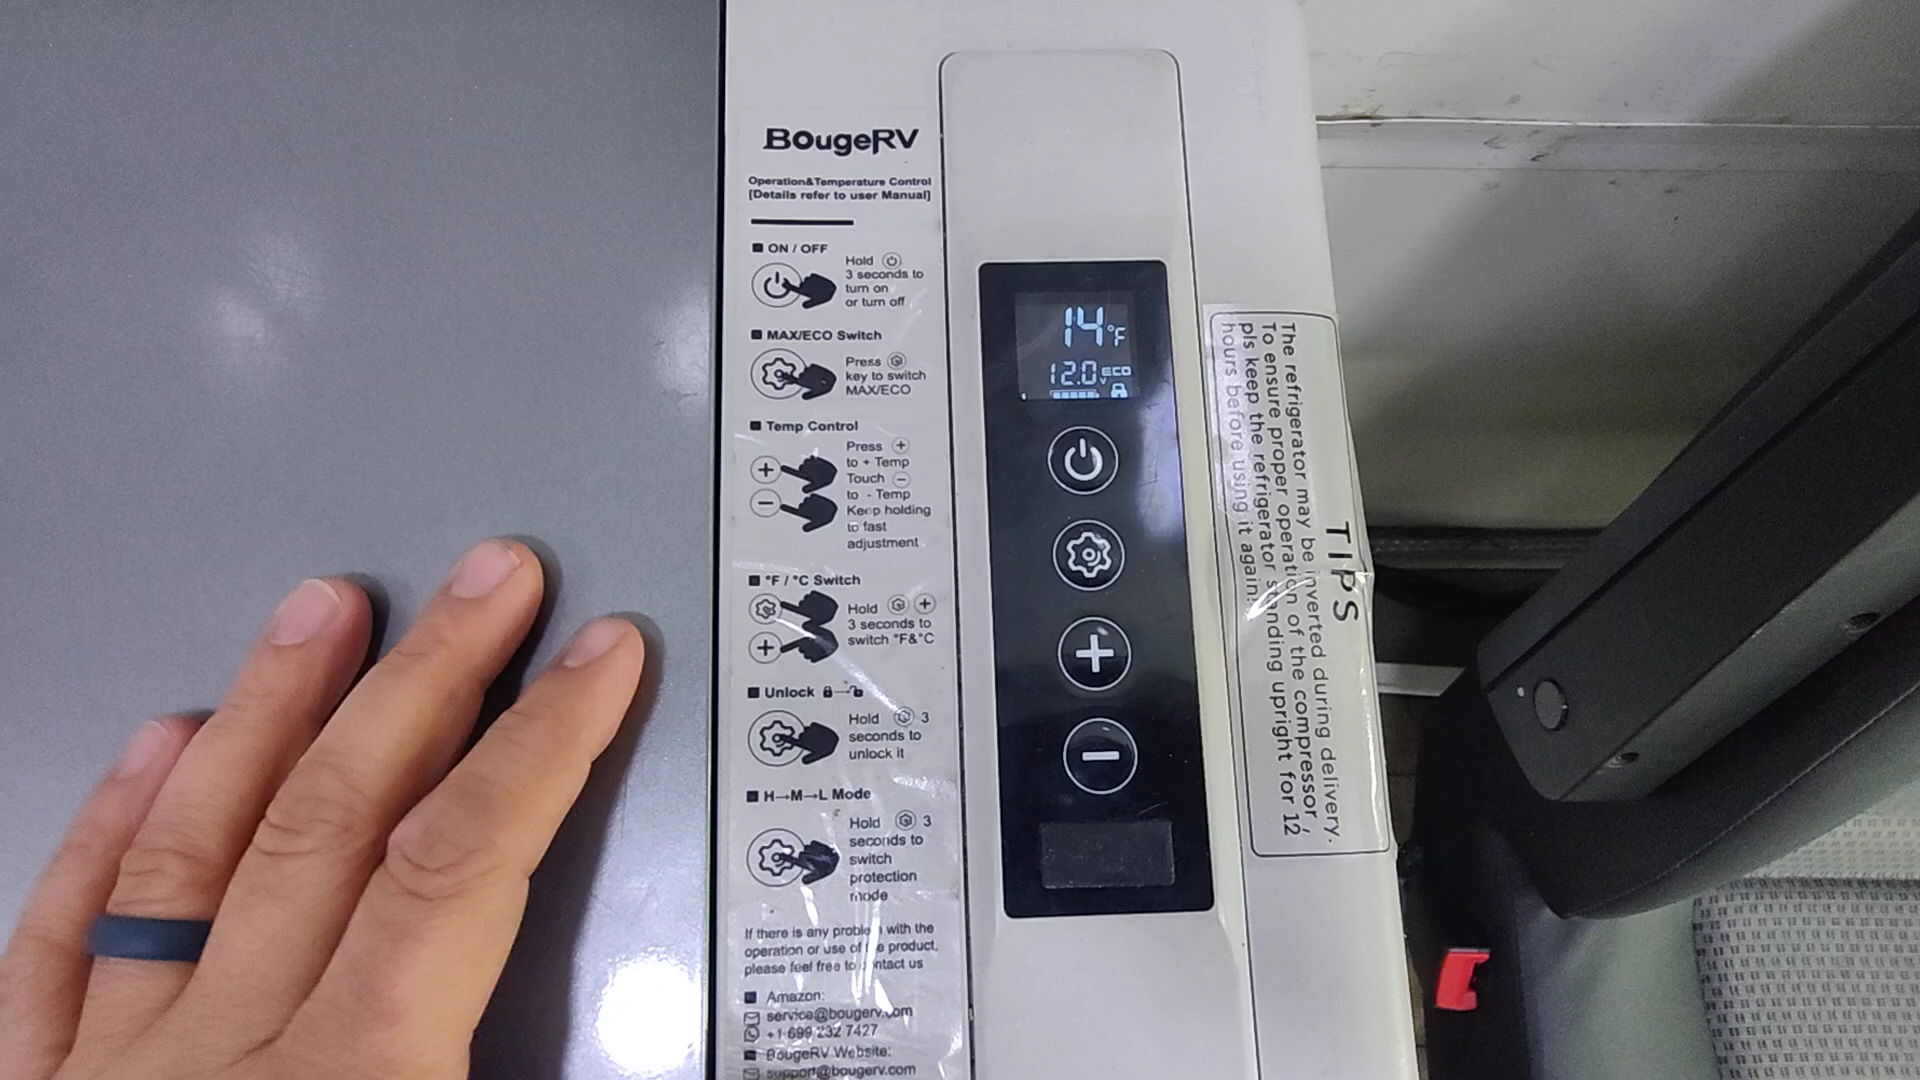 BougeRV
Operation&Temperature Control
[Details refer to user Manual]
ON / OFF
Hold
3 seconds to
turn on
or turn off
MAX/ECO Switch
Press
key to switch
MAX/ECO
Temp Control
Press +
to + Temp
Touch −
to - Temp
Keep holding
to fast
adjustment
°F / °C Switch
Hold +
3 seconds to
switch °F&°C
Unlock
Hold 3
seconds to
unlock it
H→M→L Mode
Hold 3
seconds to
switch
protection
mode
If there is any problem with the
operation or use of the product,
please feel free to contact us
Amazon:
service@bougerv.com
+1 699 232 7427
BougeRV Website:
support@bougerv.com
14°F
12.0V ECO
TIPS
The refrigerator may be inverted during delivery.
To ensure proper operation of the compressor,
pls keep the refrigerator standing upright for 12
hours before using it again!